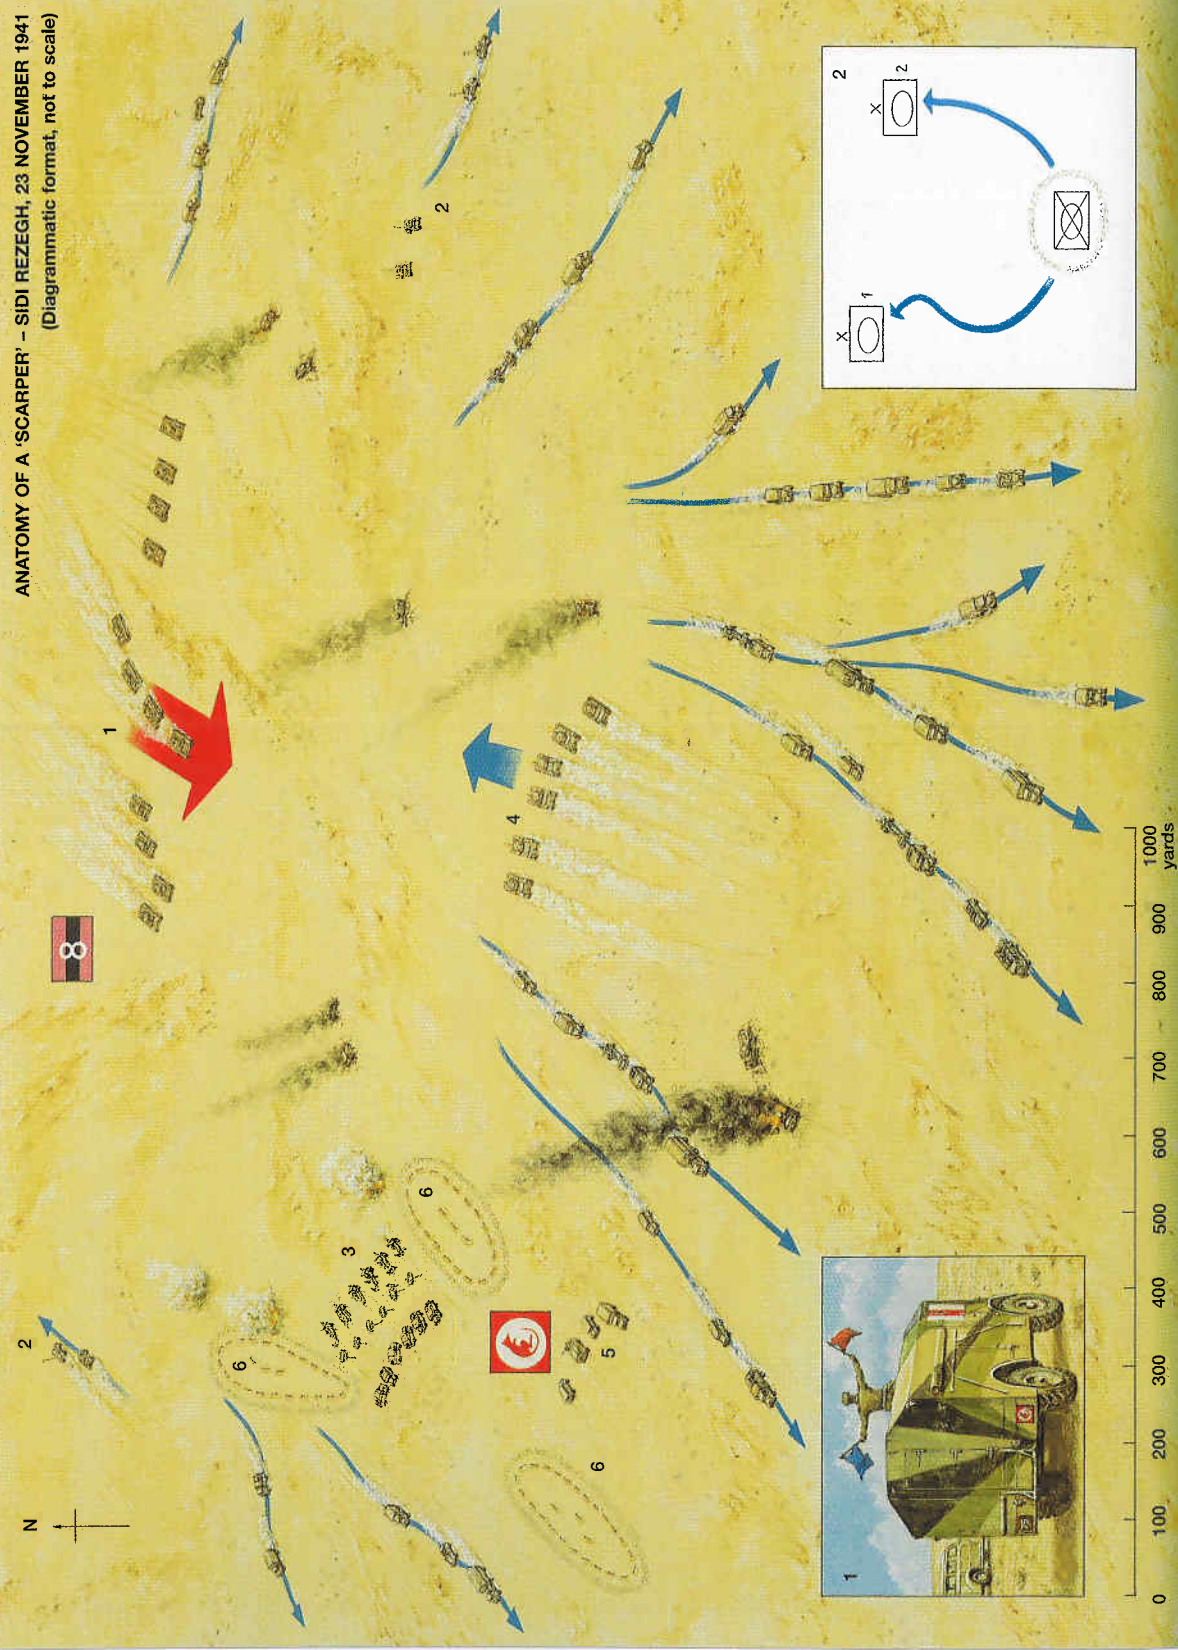 ANATOMY OF A ‘SCARPER’ – SIDI REZEGH, 23 NOVEMBER 1941
(Diagrammatic format, not to scale)
N
2
1
8
2
3
4
5
6
6
6
1
2
X
1
X
2
0 100 200 300 400 500 600 700 800 900 1000
yards